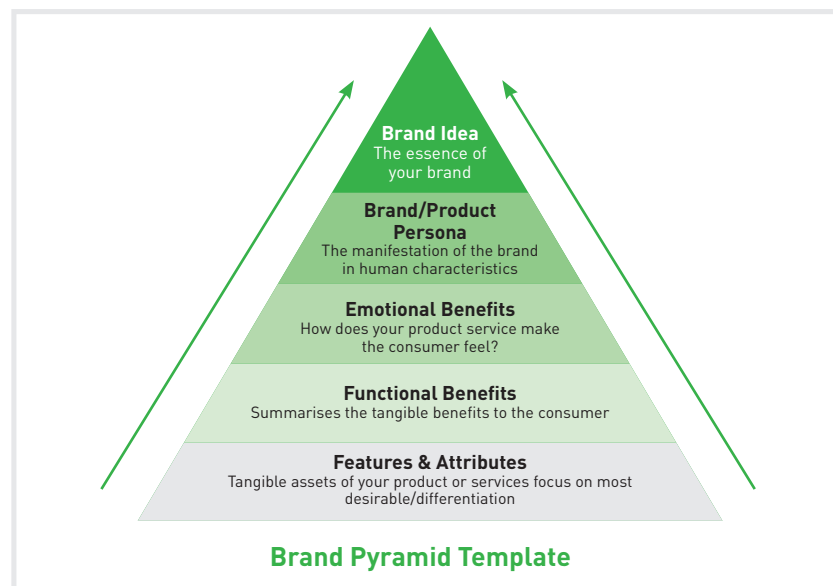 Brand Idea
The essence of
your brand
Brand/Product
Persona
The manifestation of the brand
in human characteristics
Emotional Benefits
How does your product service make
the consumer feel?
Functional Benefits
Summarises the tangible benefits to the consumer
Features & Attributes
Tangible assets of your product or services focus on most
desirable/differentiation
Brand Pyramid Template